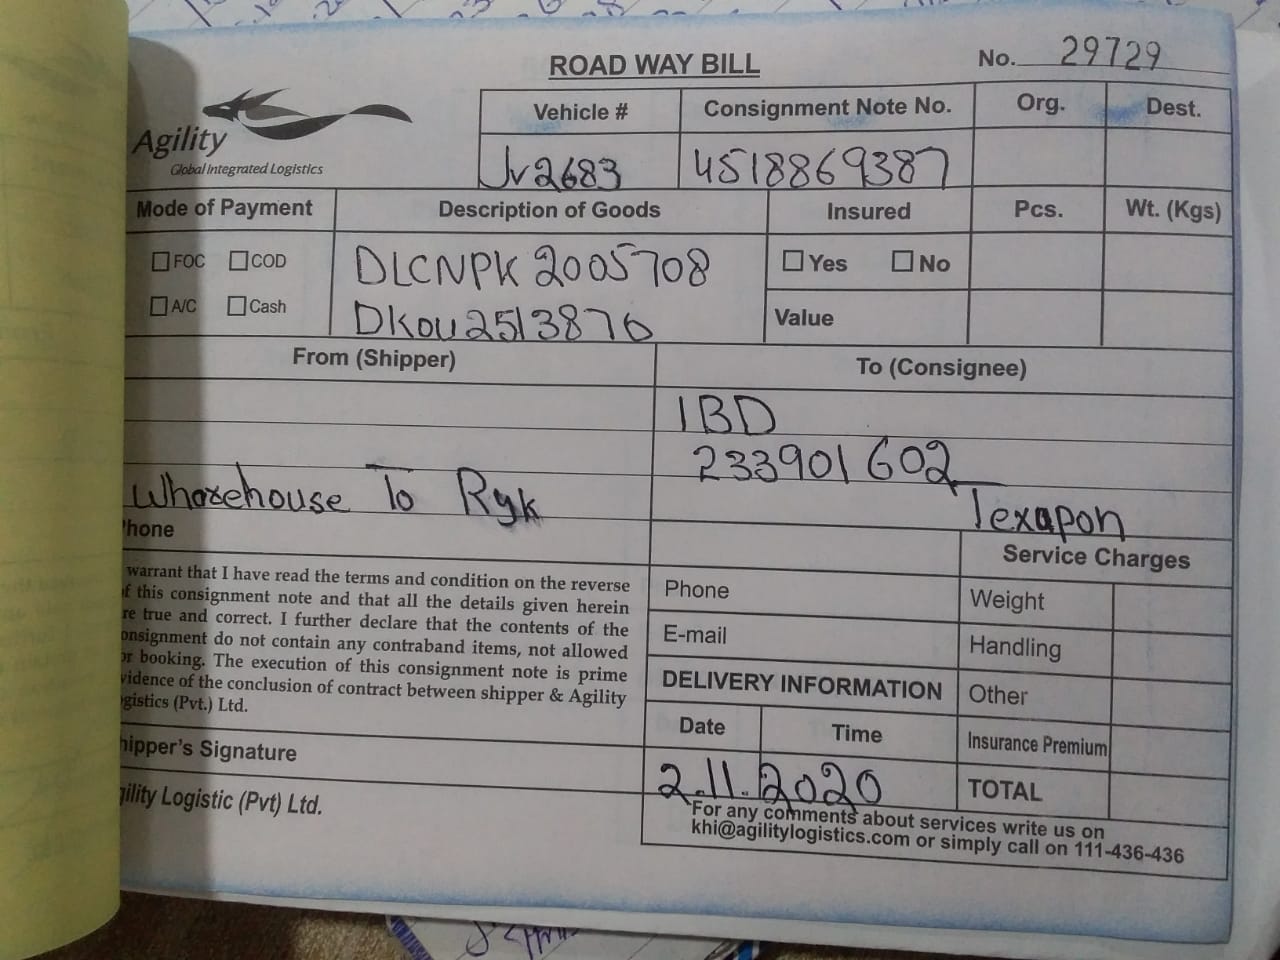 ROAD WAY BILL
No. 29729
Agility
Global Integrated Logistics
Vehicle #
Consignment Note No.
Org.
Dest.
Jv2683
4518869387
Mode of Payment
Description of Goods
Insured
Pcs.
Wt. (Kgs)
FOC COD
A/C Cash
DLCNPK 2005708
DKou2513876
Yes No
Value
From (Shipper)
To (Consignee)
IBD
233901602
Wharehouse To Ryk
Texapon
hone
Service Charges
warrant that I have read the terms and condition on the reverse
f this consignment note and that all the details given herein
re true and correct. I further declare that the contents of the
onsignment do not contain any contraband items, not allowed
or booking. The execution of this consignment note is prime
vidence of the conclusion of contract between shipper & Agility
gistics (Pvt.) Ltd.
Phone
E-mail
Weight
Handling
DELIVERY INFORMATION
Other
Date
Time
Insurance Premium
2.11.2020
TOTAL
hipper's Signature
gility Logistic (Pvt) Ltd.
For any comments about services write us on
khi@agilitylogistics.com or simply call on 111-436-436